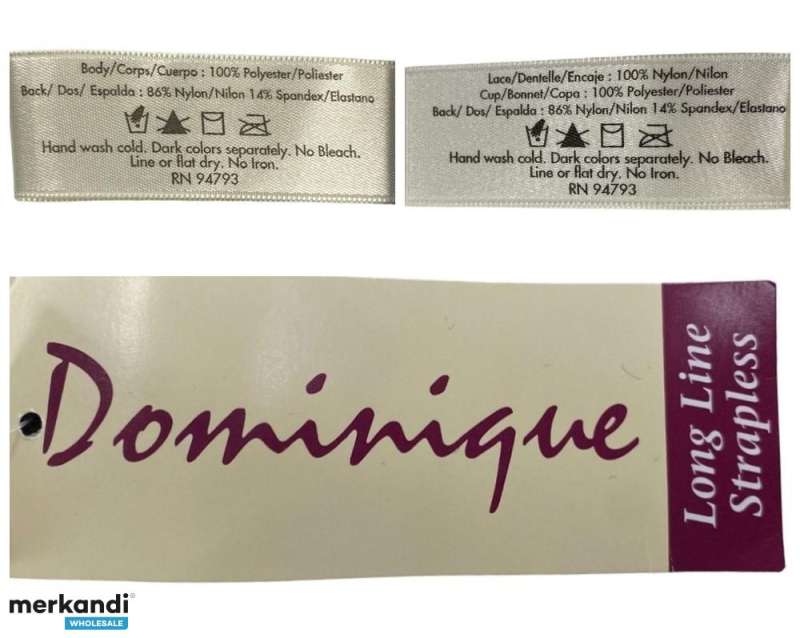 Body/Corps/Cuerpo : 100% Polyester/Poliester
Back/ Dos/ Espalda : 86% Nylon/Nilon 14% Spandex/Elastano
Hand wash cold. Dark colors separately. No Bleach.
Line or flat dry. No Iron.
RN 94793
Lace/Dentelle/Encaje : 100% Nylon/Nilon
Cup/Bonnet/Copa : 100% Polyester/Poliester
Back/ Dos/ Espalda : 86% Nylon/Nilon 14% Spandex/Elastano
Hand wash cold. Dark colors separately. No Bleach.
Line or flat dry. No Iron.
RN 94793
Dominique
Long Line
Strapless
merkandi
WHOLESALE